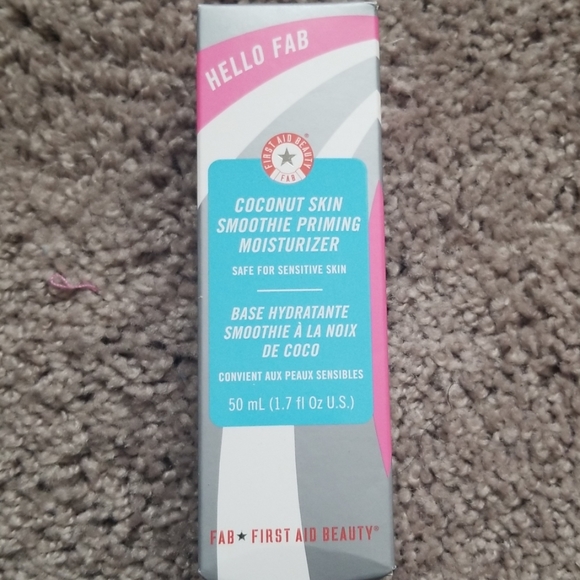 HELLO FAB
FIRST AID BEAUTY®
FAB
COCONUT SKIN
SMOOTHIE PRIMING
MOISTURIZER
SAFE FOR SENSITIVE SKIN
BASE HYDRATANTE
SMOOTHIE À LA NOIX
DE COCO
CONVIENT AUX PEAUX SENSIBLES
50 mL (1.7 fl Oz U.S.)
FAB★FIRST AID BEAUTY®